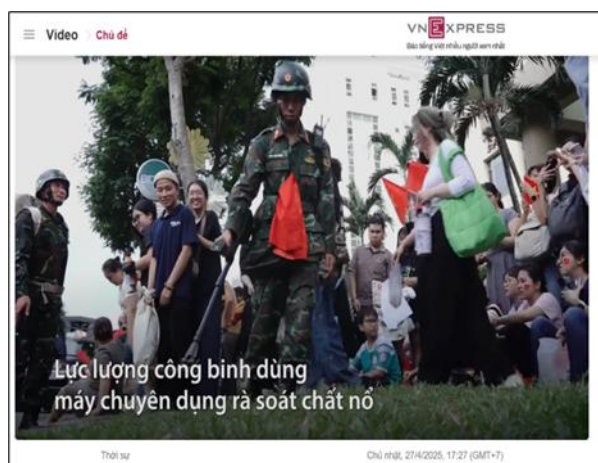 Video Chủ đề
VNEXPRESS
Báo tiếng Việt nhiều người xem nhất
Lực lượng công binh dùng
máy chuyên dụng rà soát chất nổ
Thời sự
Chủ nhật, 27/4/2025, 17:27 (GMT+7)